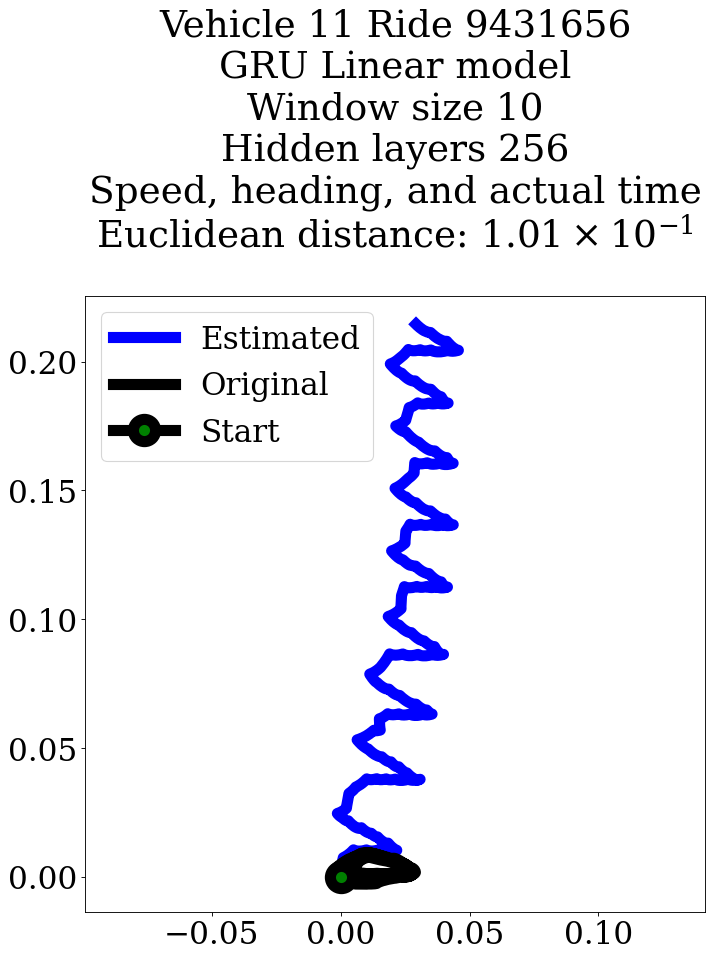 Vehicle 11 Ride 9431656
GRU Linear model
Window size 10
Hidden layers 256
Speed, heading, and actual time
Euclidean distance: 1.01 × 10⁻¹
Estimated
Original
Start
0.20
0.15
0.10
0.05
0.00
−0.05 0.00 0.05 0.10